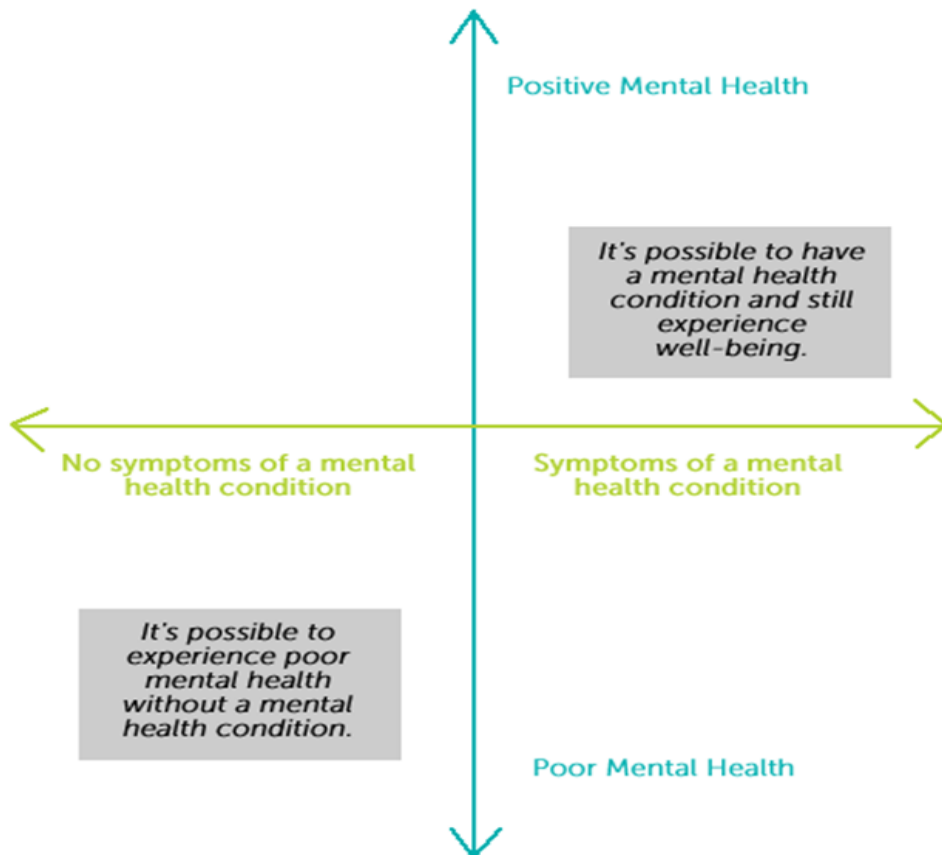 Positive Mental Health
It's possible to have
a mental health
condition and still
experience
well-being.
No symptoms of a mental
health condition
Symptoms of a mental
health condition
It's possible to
experience poor
mental health
without a mental
health condition.
Poor Mental Health